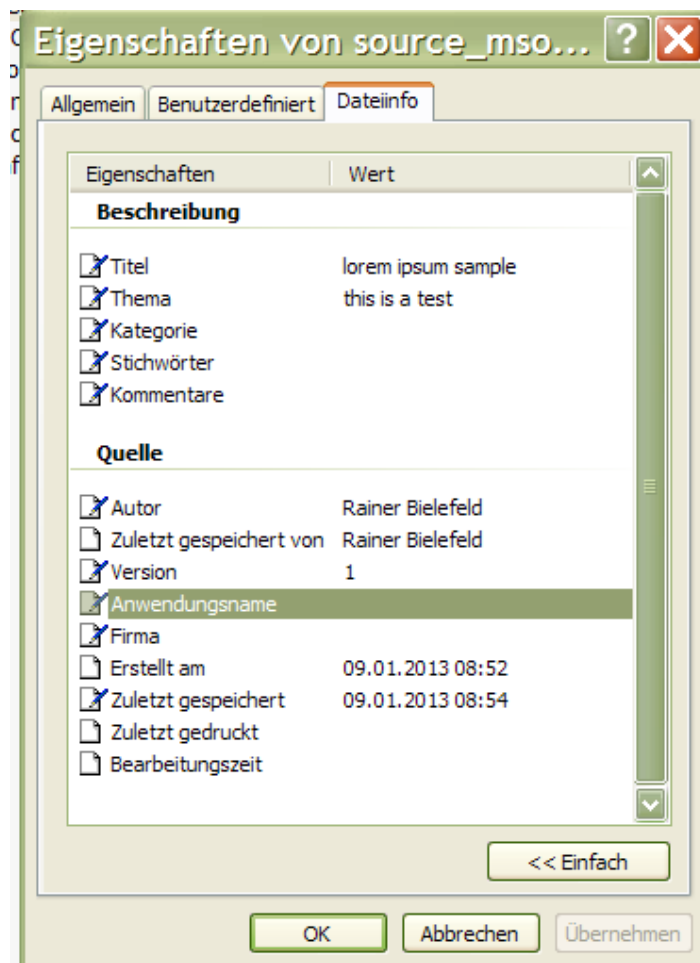 Eigenschaften von source_mso...
Allgemein Benutzerdefiniert Dateiinfo
Eigenschaften Wert
Beschreibung
Titel lorem ipsum sample
Thema this is a test
Kategorie
Stichwörter
Kommentare
Quelle
Autor Rainer Bielefeld
Zuletzt gespeichert von Rainer Bielefeld
Version 1
Anwendungsname
Firma
Erstellt am 09.01.2013 08:52
Zuletzt gespeichert 09.01.2013 08:54
Zuletzt gedruckt
Bearbeitungszeit
<< Einfach
OK Abbrechen Übernehmen